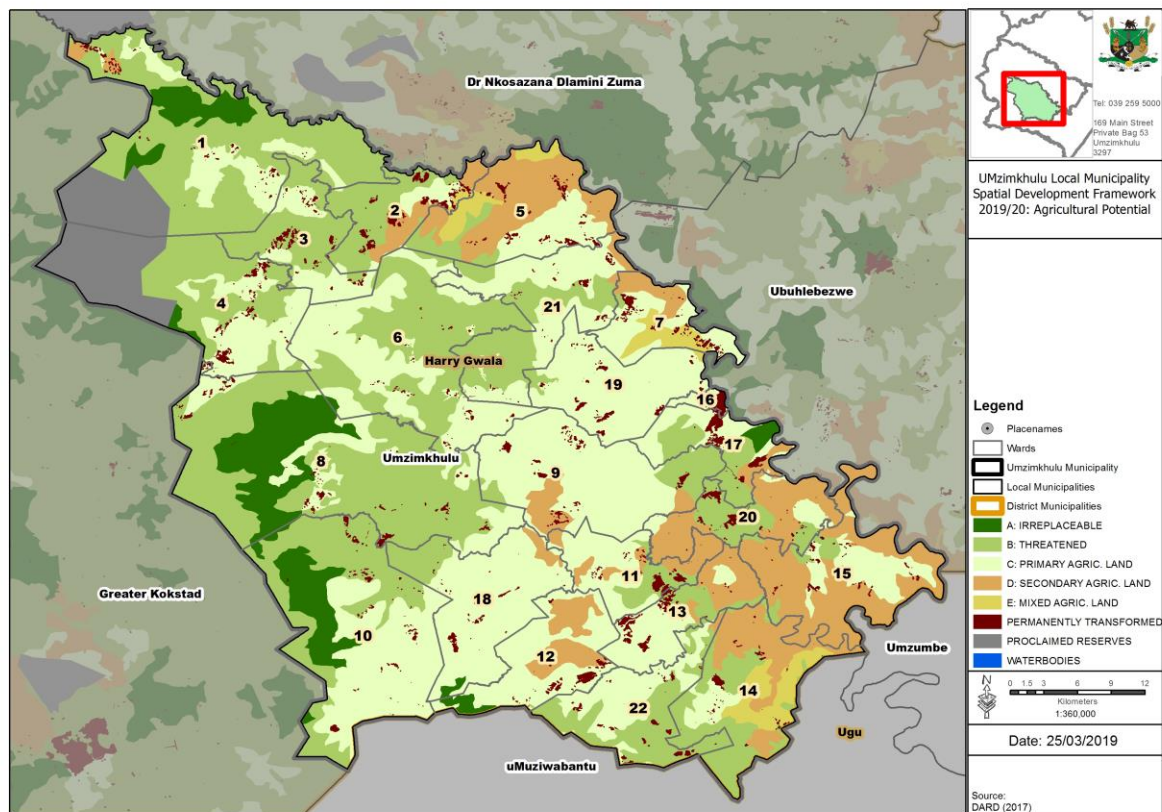 Dr Nkosazana Dlamini Zuma
1
2
5
3
4
21
7
6
Harry Gwala
Ubuhlebezwe
19
16
17
Umzimkhulu
8
9
20
11
15
Greater Kokstad
18
13
10
12
Umzumbe
14
22
Ugu
uMuziwabantu
Tel: 039 259 5000
169 Main Street
Private Bag 53
Umzimkhulu
3297
UMzimkhulu Local Municipality
Spatial Development Framework
2019/20: Agricultural Potential
Legend
Placenames
Wards
Umzimkhulu Municipality
Local Municipalities
District Municipalities
A: IRREPLACEABLE
B: THREATENED
C: PRIMARY AGRIC. LAND
D: SECONDARY AGRIC. LAND
E: MIXED AGRIC. LAND
PERMANENTLY TRANSFORMED
PROCLAIMED RESERVES
WATERBODIES
N
0 1.5 3 6 9 12
Kilometers
1:360,000
Date: 25/03/2019
Source:
DARD (2017)